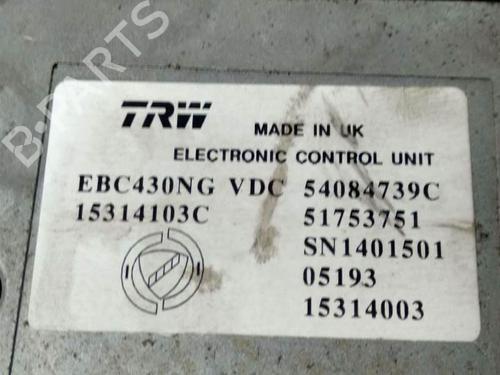 B-PARTS
TRW
MADE IN UK
ELECTRONIC CONTROL UNIT
EBC430NG VDC 54084739C
15314103C 51753751
SN1401501
05193
15314003